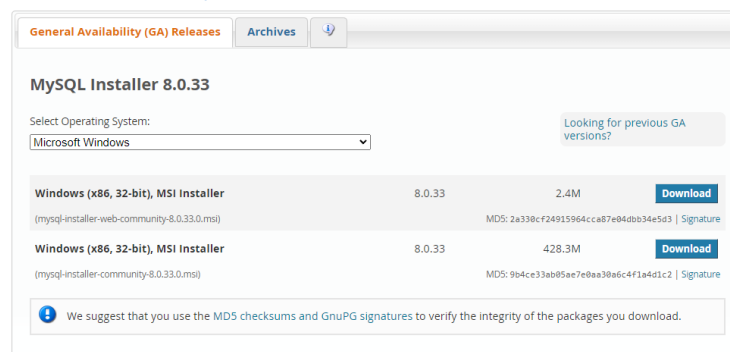 General Availability (GA) Releases Archives
MySQL Installer 8.0.33
Select Operating System:
Microsoft Windows
Looking for previous GA
versions?
Windows (x86, 32-bit), MSI Installer 8.0.33 2.4M Download
(mysql-installer-web-community-8.0.33.0.msi) MD5: 2a330cf24915964cca87e04dbb34e5d3 | Signature
Windows (x86, 32-bit), MSI Installer 8.0.33 428.3M Download
(mysql-installer-community-8.0.33.0.msi) MD5: 9b4ce33ab05ae7e0aa30a6c4f1a4d1c2 | Signature
We suggest that you use the MD5 checksums and GnuPG signatures to verify the integrity of the packages you download.